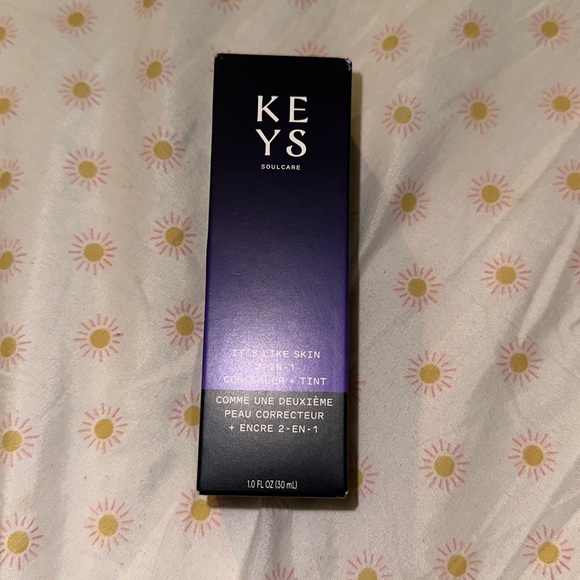 KE
YS
SOULCARE
IT'S LIKE SKIN
2-IN-1
CONCEALER + TINT
COMME UNE DEUXIÈME
PEAU CORRECTEUR
+ ENCRE 2-EN-1
1.0 FL OZ (30 mL)